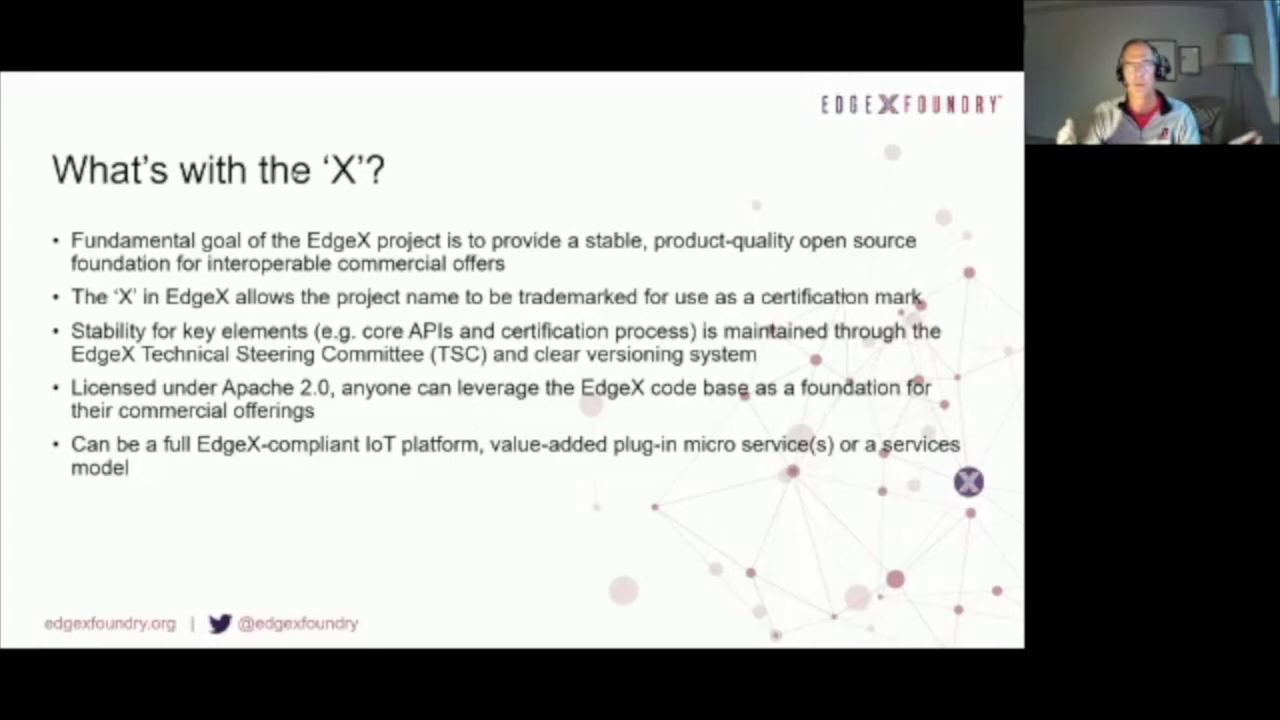 EDGEXFOUNDRY™
What's with the 'X'?
• Fundamental goal of the EdgeX project is to provide a stable, product-quality open source
foundation for interoperable commercial offers
• The 'X' in EdgeX allows the project name to be trademarked for use as a certification mark
• Stability for key elements (e.g. core APIs and certification process) is maintained through the
EdgeX Technical Steering Committee (TSC) and clear versioning system
• Licensed under Apache 2.0, anyone can leverage the EdgeX code base as a foundation for
their commercial offerings
• Can be a full EdgeX-compliant IoT platform, value-added plug-in micro service(s) or a services
model
X
edgexfoundry.org | @edgexfoundry